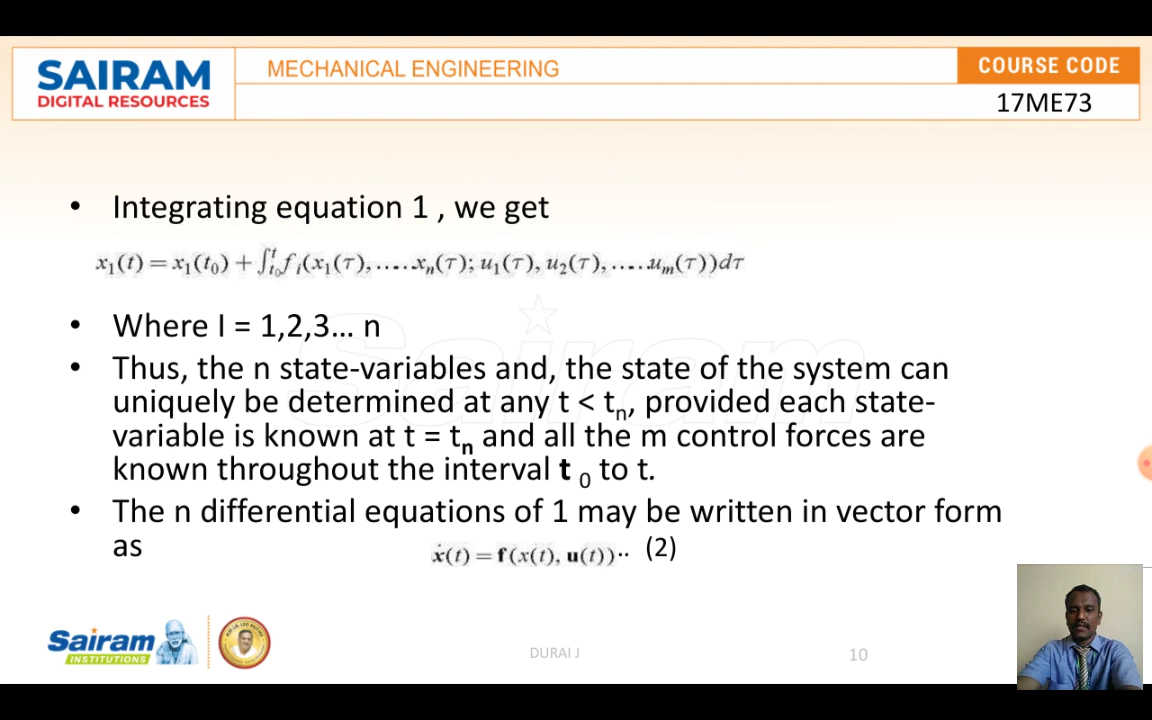 SAIRAM
DIGITAL RESOURCES
MECHANICAL ENGINEERING
COURSE CODE
17ME73
• Integrating equation 1 , we get
x₁(t) = x₁(t₀) + ∫ₜ₀ᵗ fᵢ(x₁(τ), .....xₙ(τ); u₁(τ), u₂(τ), .....uₘ(τ))dτ
• Where I = 1,2,3... n
• Thus, the n state-variables and, the state of the system can
uniquely be determined at any t < tₙ, provided each state-
variable is known at t = tₙ and all the m control forces are
known throughout the interval t ₀ to t.
• The n differential equations of 1 may be written in vector form
as ẋ(t) = f(x(t), u(t)).. (2)
Sairam
Sairam
INSTITUTIONS
DURAI J
10